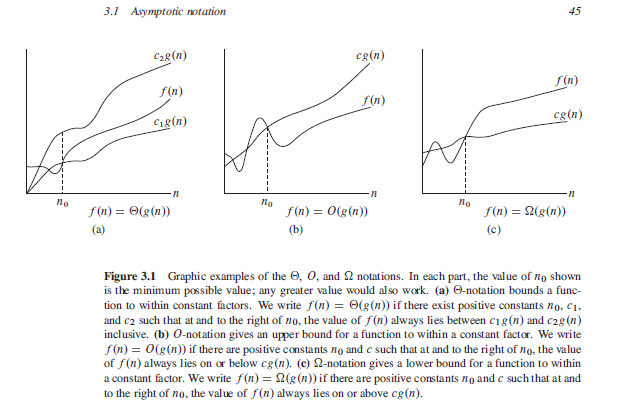 3.1 Asymptotic notation 45
c₂g(n)
f(n)
c₁g(n)
n
n₀
f(n) = Θ(g(n))
(a)
cg(n)
f(n)
n
n₀
f(n) = O(g(n))
(b)
f(n)
cg(n)
n
n₀
f(n) = Ω(g(n))
(c)
Figure 3.1 Graphic examples of the Θ, O, and Ω notations. In each part, the value of n₀ shown
is the minimum possible value; any greater value would also work. (a) Θ-notation bounds a func-
tion to within constant factors. We write f(n) = Θ(g(n)) if there exist positive constants n₀, c₁,
and c₂ such that at and to the right of n₀, the value of f(n) always lies between c₁g(n) and c₂g(n)
inclusive. (b) O-notation gives an upper bound for a function to within a constant factor. We write
f(n) = O(g(n)) if there are positive constants n₀ and c such that at and to the right of n₀, the value
of f(n) always lies on or below cg(n). (c) Ω-notation gives a lower bound for a function to within
a constant factor. We write f(n) = Ω(g(n)) if there are positive constants n₀ and c such that at and
to the right of n₀, the value of f(n) always lies on or above cg(n).